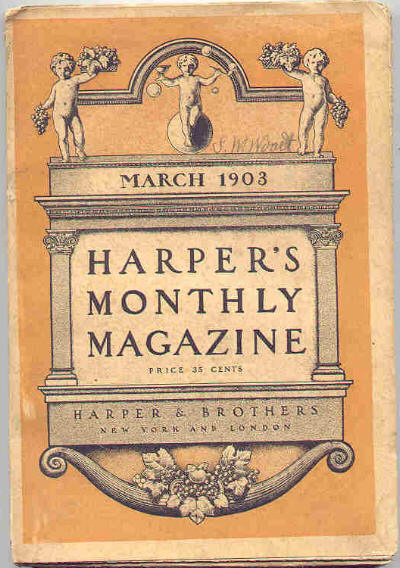 MARCH 1903
HARPER'S
MONTHLY
MAGAZINE
PRICE 35 CENTS
HARPER & BROTHERS
NEW YORK AND LONDON